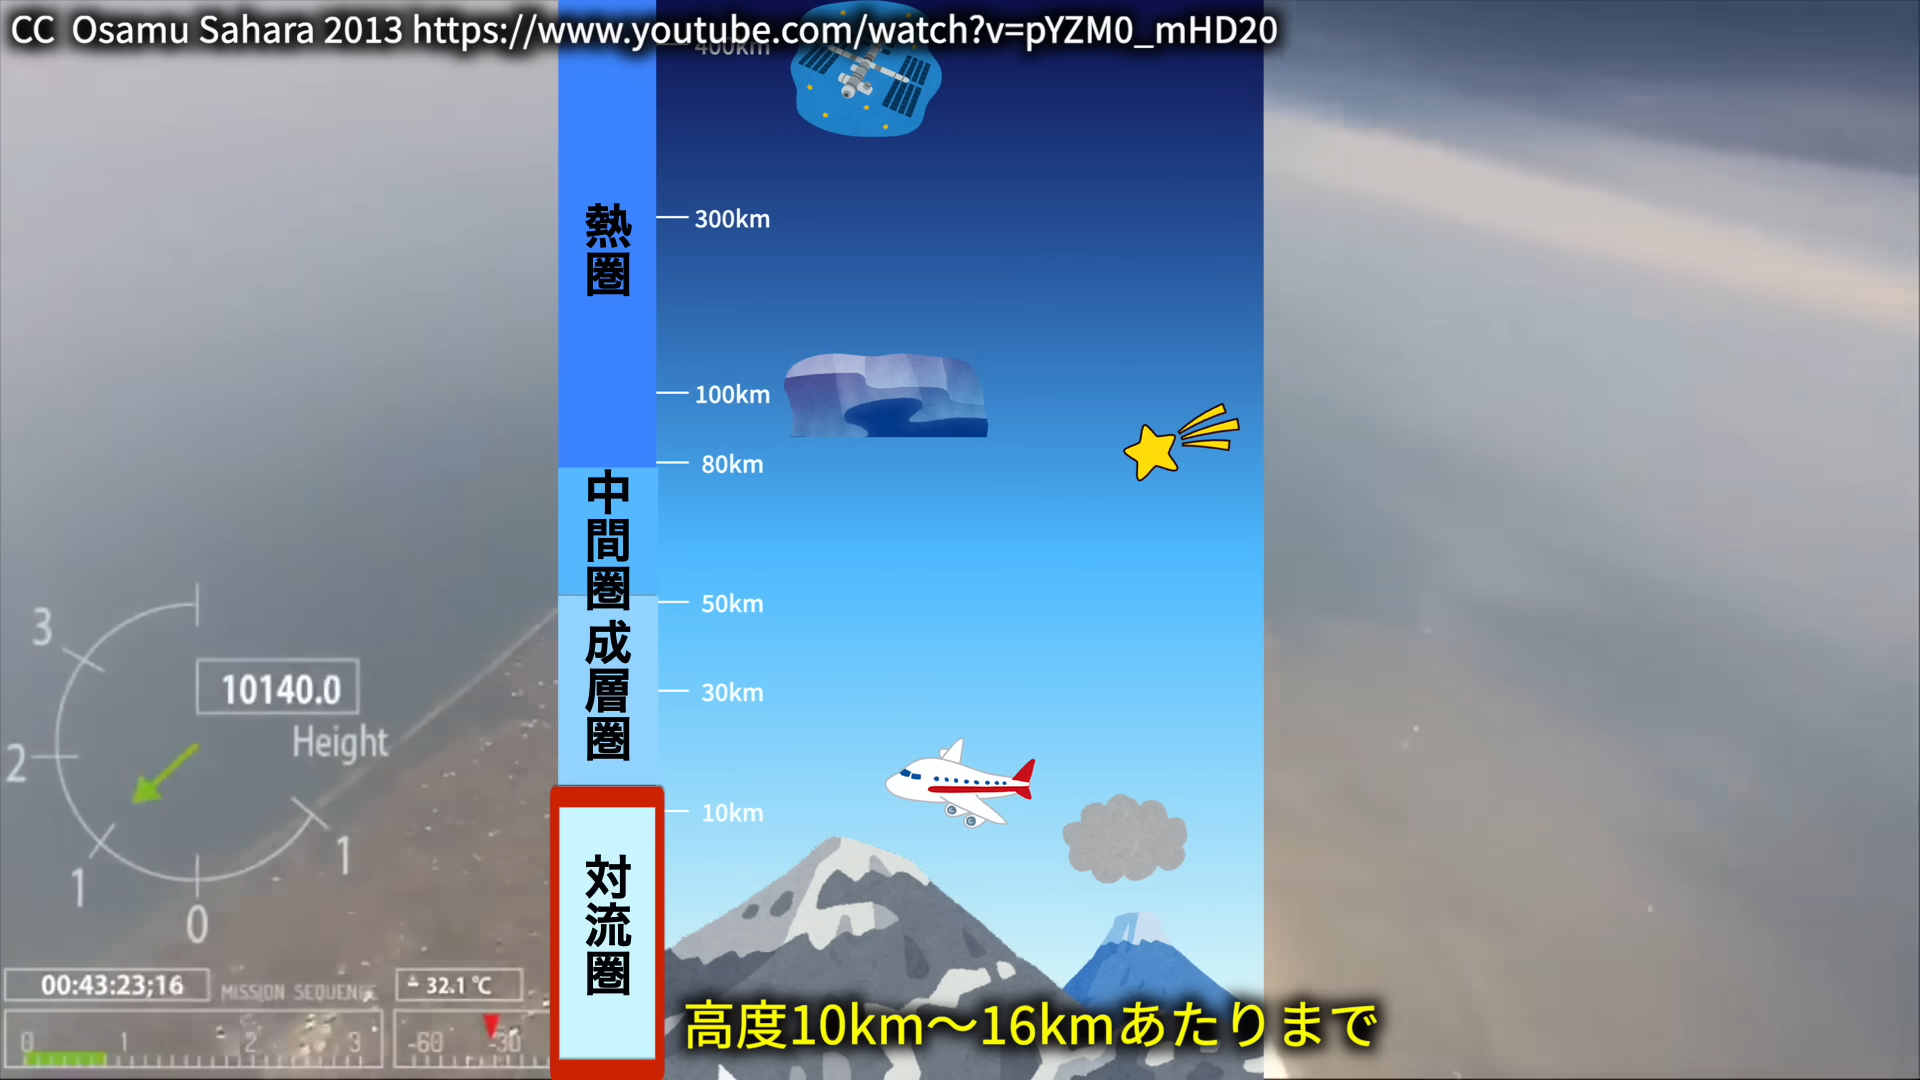 CC Osamu Sahara 2013 https://www.youtube.com/watch?v=pYZM0_mHD20
400km
熱圏
300km
100km
80km
中間圏
50km
成層圏
30km
10km
対流圏
3
2
1
0
1
10140.0
Height
00:43:23;16
MISSION SEQUENCE
32.1 ℃
0 1 2 3
-60 -30
高度10km～16kmあたりまで